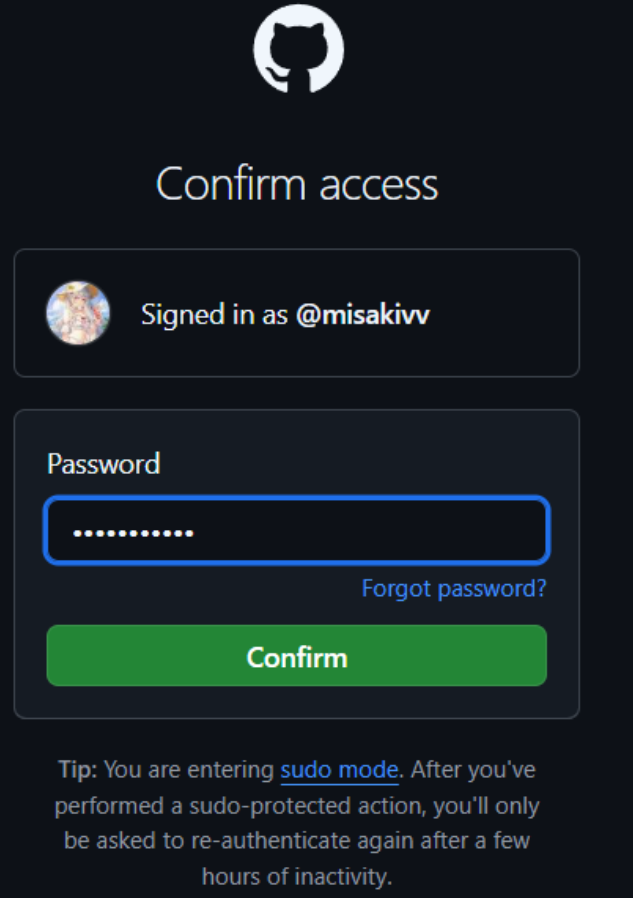 Confirm access
Signed in as @misakivv
Password
•••••••••••
Forgot password?
Confirm
Tip: You are entering sudo mode. After you've
performed a sudo-protected action, you'll only
be asked to re-authenticate again after a few
hours of inactivity.